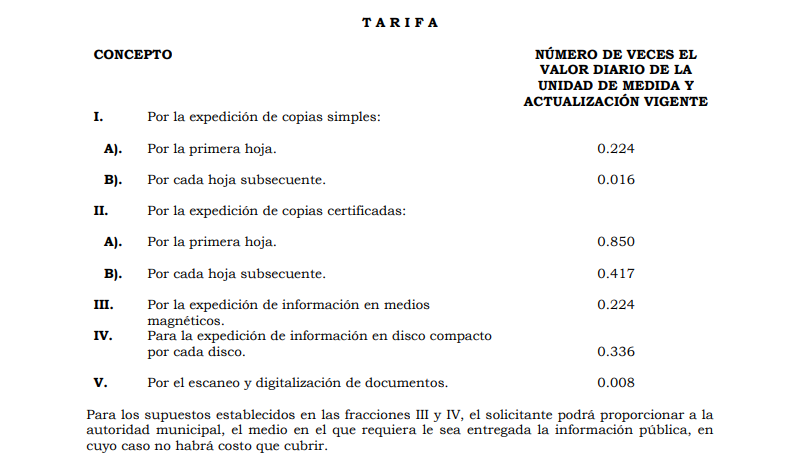 T A R I F A
CONCEPTO
NÚMERO DE VECES EL
VALOR DIARIO DE LA
UNIDAD DE MEDIDA Y
ACTUALIZACIÓN VIGENTE
I. Por la expedición de copias simples:
A). Por la primera hoja. 0.224
B). Por cada hoja subsecuente. 0.016
II. Por la expedición de copias certificadas:
A). Por la primera hoja. 0.850
B). Por cada hoja subsecuente. 0.417
III. Por la expedición de información en medios 0.224
magnéticos.
IV. Para la expedición de información en disco compacto
por cada disco. 0.336
V. Por el escaneo y digitalización de documentos. 0.008
Para los supuestos establecidos en las fracciones III y IV, el solicitante podrá proporcionar a la
autoridad municipal, el medio en el que requiera le sea entregada la información pública, en
cuyo caso no habrá costo que cubrir.